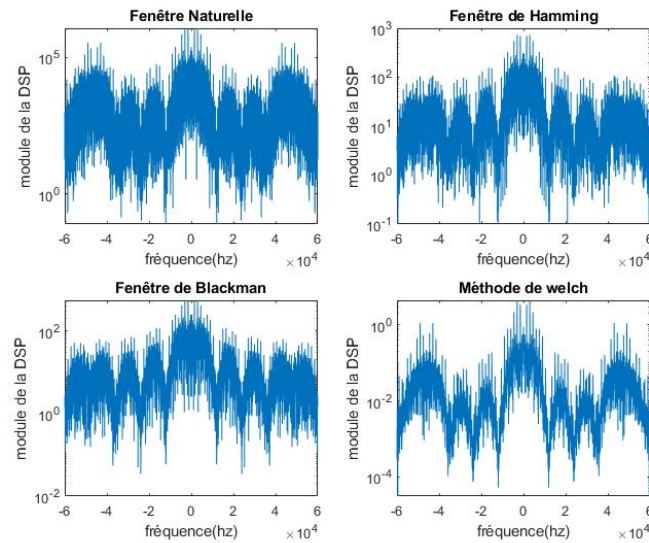 Fenêtre Naturelle
module de la DSP
10^5
10^0
-6 -4 -2 0 2 4 6
fréquence(hz)
×10^4
Fenêtre de Hamming
module de la DSP
10^3
10^2
10^1
10^0
10^-1
-6 -4 -2 0 2 4 6
fréquence(hz)
×10^4
Fenêtre de Blackman
module de la DSP
10^2
10^0
10^-2
-6 -4 -2 0 2 4 6
fréquence(hz)
×10^4
Méthode de welch
module de la DSP
10^0
10^-2
10^-4
-6 -4 -2 0 2 4 6
fréquence(hz)
×10^4